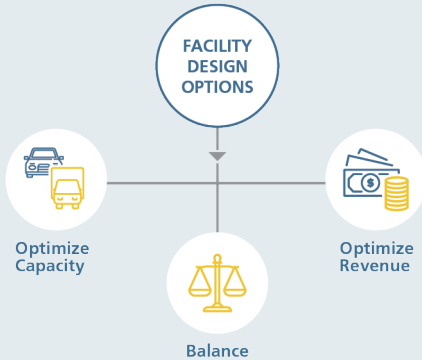 FACILITY
DESIGN
OPTIONS
Optimize
Capacity
$
Optimize
Revenue
Balance